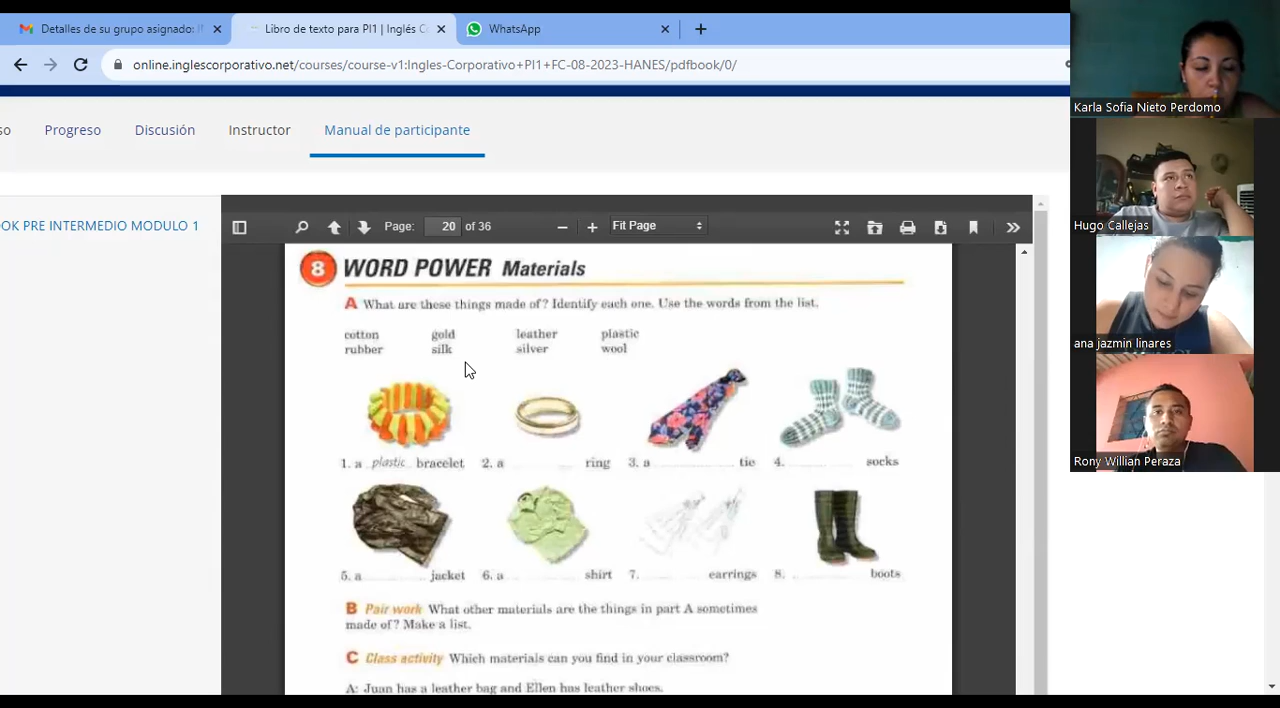 Detalles de su grupo asignado: I
Libro de texto para PI1 | Inglés C
WhatsApp
online.inglescorporativo.net/courses/course-v1:Ingles-Corporativo+PI1+FC-08-2023-HANES/pdfbook/0/
so Progreso Discusión Instructor Manual de participante
OOK PRE INTERMEDIO MODULO 1
Page: 20 of 36 Fit Page
8 WORD POWER Materials
A What are these things made of? Identify each one. Use the words from the list.
cotton gold leather plastic
rubber silk silver wool
1. a plastic bracelet 2. a ring 3. a tie 4. socks
5. a jacket 6. a shirt 7. earrings 8. boots
B Pair work What other materials are the things in part A sometimes
made of? Make a list.
C Class activity Which materials can you find in your classroom?
A: Juan has a leather bag and Ellen has leather shoes.
Karla Sofia Nieto Perdomo
Hugo Callejas
ana jazmin linares
Rony Willian Peraza